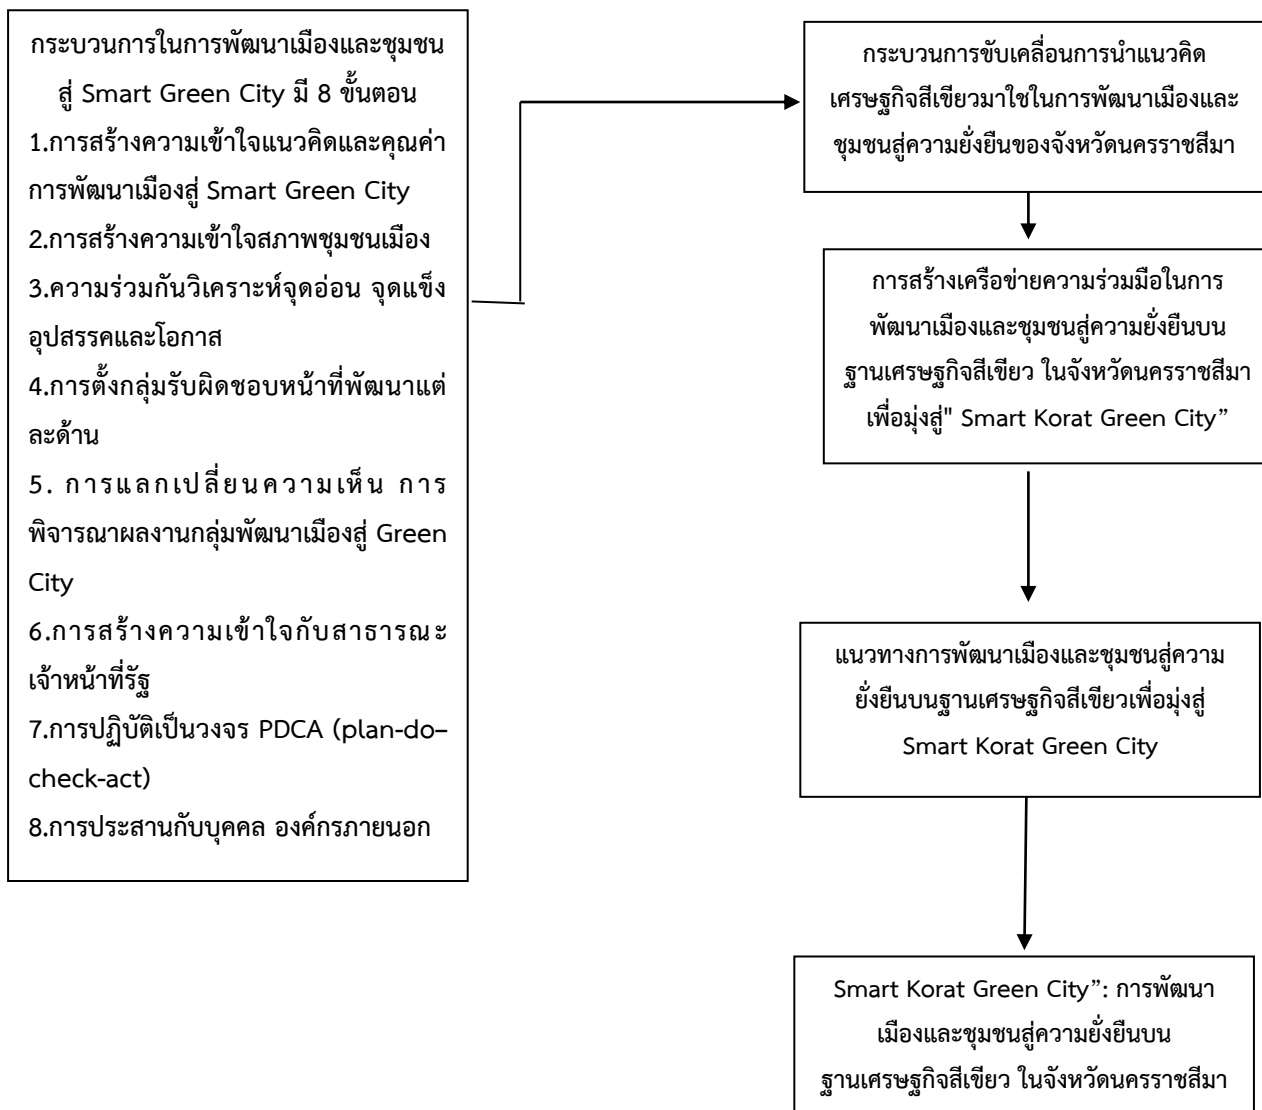 กระบวนการในการพัฒนาเมืองและชุมชน
สู่ Smart Green City มี 8 ขั้นตอน
1.การสร้างความเข้าใจแนวคิดและคุณค่า
การพัฒนาเมืองสู่ Smart Green City
2.การสร้างความเข้าใจสภาพชุมชนเมือง
3.ความร่วมกันวิเคราะห์จุดอ่อน จุดแข็ง
อุปสรรคและโอกาส
4.การตั้งกลุ่มรับผิดชอบหน้าที่พัฒนาแต่
ละด้าน
5. การแลกเปลี่ยนความเห็น การ
พิจารณาผลงานกลุ่มพัฒนาเมืองสู่ Green
City
6.การสร้างความเข้าใจกับสาธารณะ
เจ้าหน้าที่รัฐ
7.การปฏิบัติเป็นวงจร PDCA (plan-do–
check-act)
8.การประสานกับบุคคล องค์กรภายนอก
กระบวนการขับเคลื่อนการนำแนวคิด
เศรษฐกิจสีเขียวมาใชในการพัฒนาเมืองและ
ชุมชนสู่ความยั่งยืนของจังหวัดนครราชสีมา
การสร้างเครือข่ายความร่วมมือในการ
พัฒนาเมืองและชุมชนสู่ความยั่งยืนบน
ฐานเศรษฐกิจสีเขียว ในจังหวัดนครราชสีมา
เพื่อมุ่งสู่" Smart Korat Green City”
แนวทางการพัฒนาเมืองและชุมชนสู่ความ
ยั่งยืนบนฐานเศรษฐกิจสีเขียวเพื่อมุ่งสู่
Smart Korat Green City
Smart Korat Green City”: การพัฒนา
เมืองและชุมชนสู่ความยั่งยืนบน
ฐานเศรษฐกิจสีเขียว ในจังหวัดนครราชสีมา